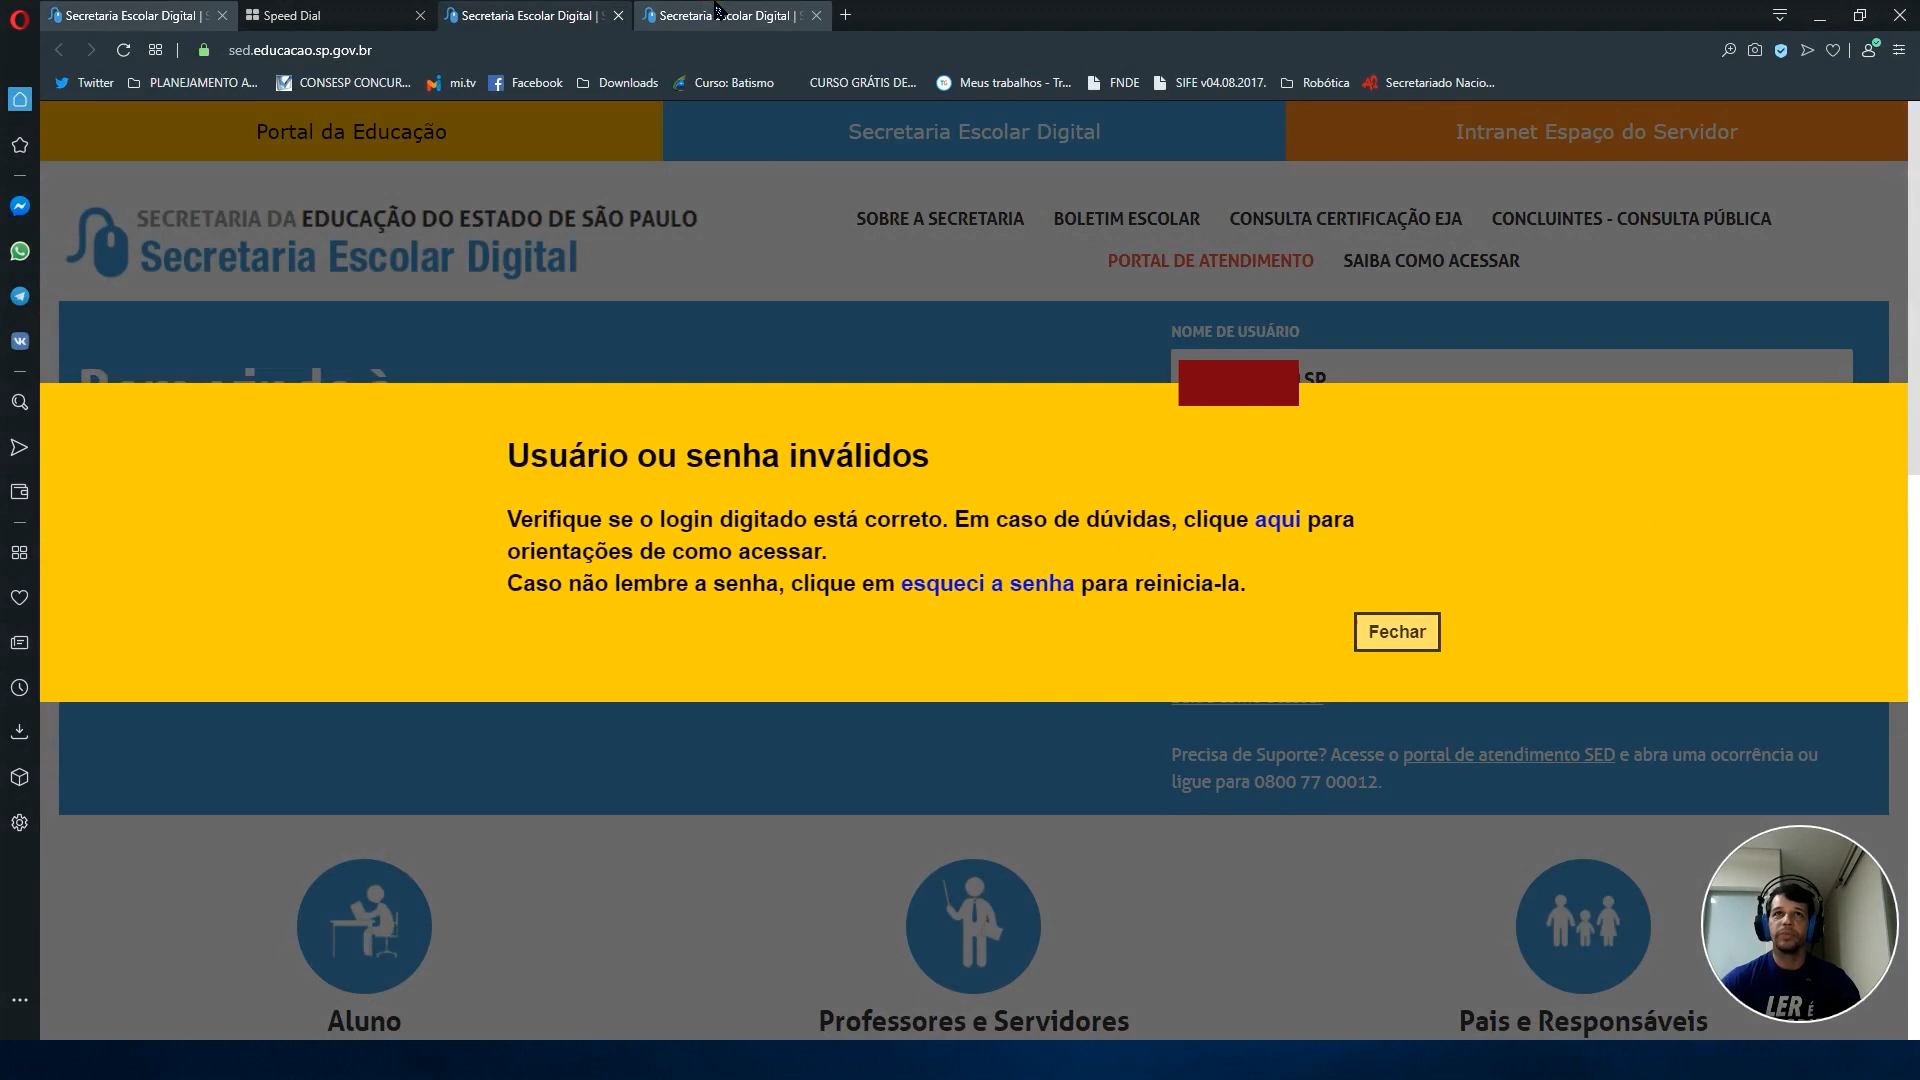 Secretaria Escolar Digital | S
Speed Dial
Secretaria Escolar Digital | S
Secretaria Escolar Digital | S
sed.educacao.sp.gov.br
Twitter
PLANEJAMENTO A...
CONSESP CONCUR...
mi.tv
Facebook
Downloads
Curso: Batismo
CURSO GRÁTIS DE...
Meus trabalhos - Tr...
FNDE
SIFE v04.08.2017.
Robótica
Secretariado Nacio...
Portal da Educação
Secretaria Escolar Digital
Intranet Espaço do Servidor
SECRETARIA DA EDUCAÇÃO DO ESTADO DE SÃO PAULO
Secretaria Escolar Digital
SOBRE A SECRETARIA
BOLETIM ESCOLAR
CONSULTA CERTIFICAÇÃO EJA
CONCLUINTES - CONSULTA PÚBLICA
PORTAL DE ATENDIMENTO
SAIBA COMO ACESSAR
NOME DE USUÁRIO
SP
Usuário ou senha inválidos
Verifique se o login digitado está correto. Em caso de dúvidas, clique aqui para
orientações de como acessar.
Caso não lembre a senha, clique em esqueci a senha para reinicia-la.
Fechar
Precisa de Suporte? Acesse o portal de atendimento SED e abra uma ocorrência ou
ligue para 0800 77 00012.
Aluno
Professores e Servidores
Pais e Responsáveis
LER É